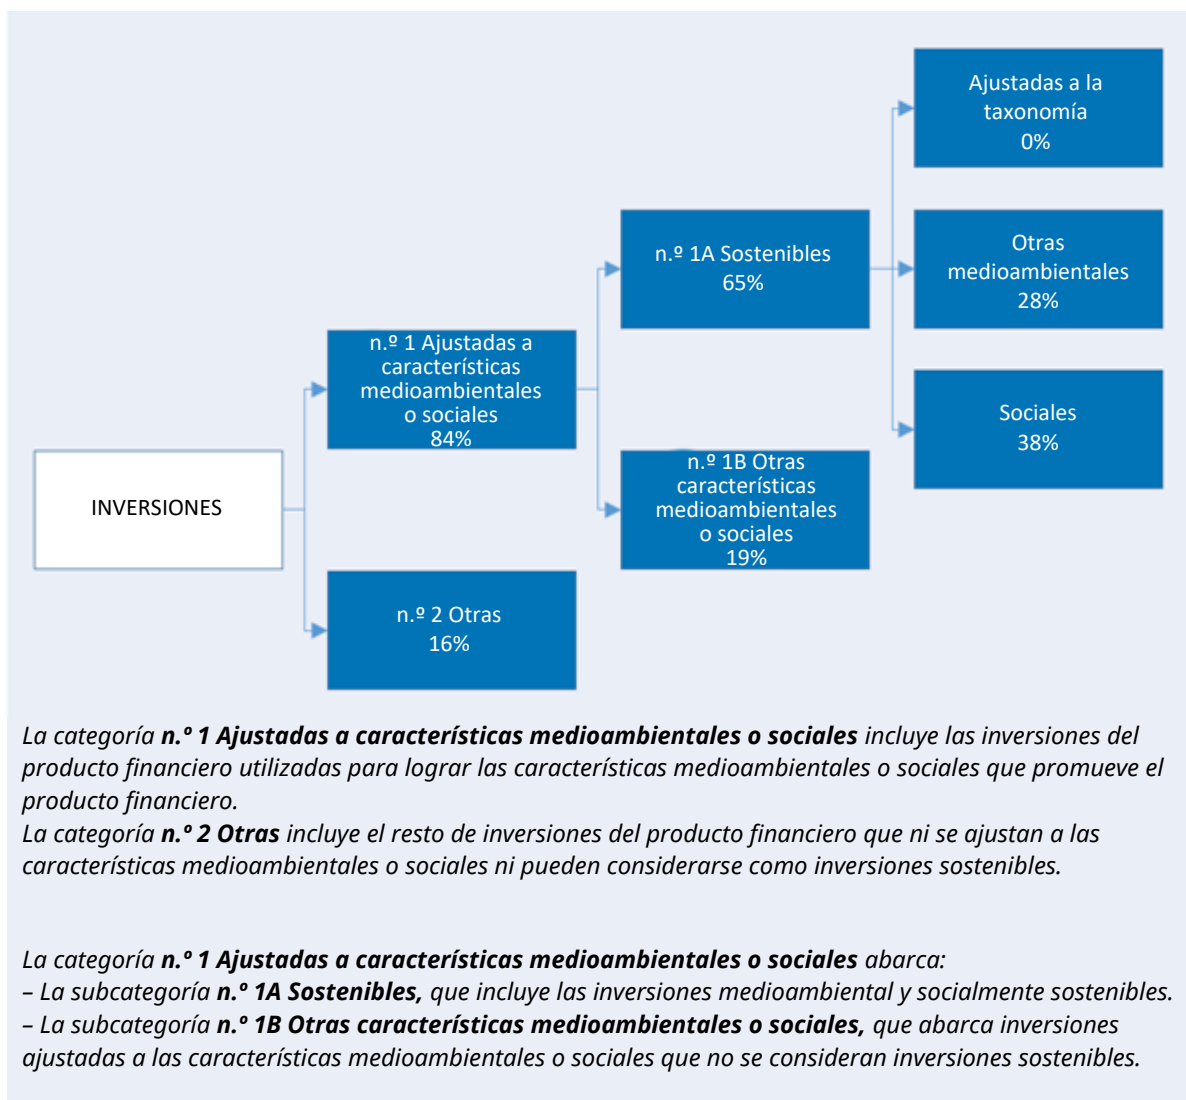 Ajustadas a la
taxonomía
0%
n.º 1A Sostenibles
65%
Otras
medioambientales
28%
n.º 1 Ajustadas a
características
medioambientales
o sociales
84%
Sociales
38%
n.º 1B Otras
características
medioambientales
o sociales
19%
INVERSIONES
n.º 2 Otras
16%
La categoría n.º 1 Ajustadas a características medioambientales o sociales incluye las inversiones del
producto financiero utilizadas para lograr las características medioambientales o sociales que promueve el
producto financiero.
La categoría n.º 2 Otras incluye el resto de inversiones del producto financiero que ni se ajustan a las
características medioambientales o sociales ni pueden considerarse como inversiones sostenibles.
La categoría n.º 1 Ajustadas a características medioambientales o sociales abarca:
– La subcategoría n.º 1A Sostenibles, que incluye las inversiones medioambiental y socialmente sostenibles.
– La subcategoría n.º 1B Otras características medioambientales o sociales, que abarca inversiones
ajustadas a las características medioambientales o sociales que no se consideran inversiones sostenibles.